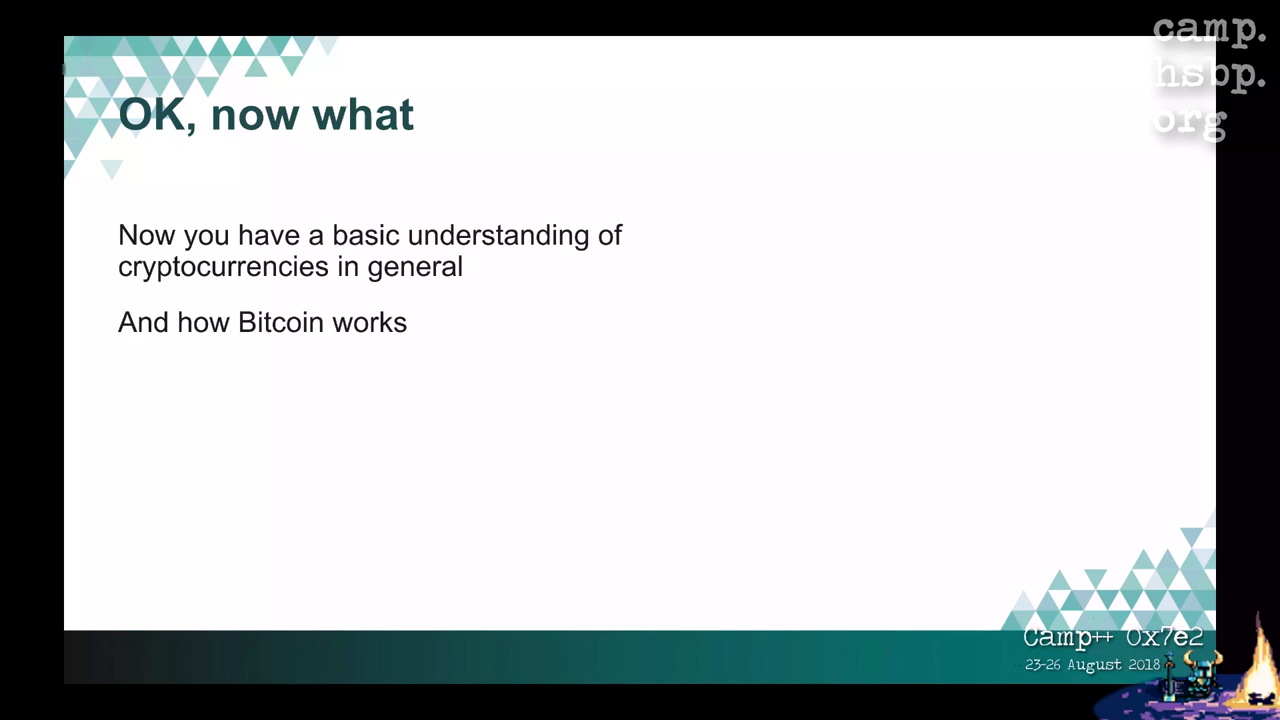 camp.
hsbp.
org
OK, now what
Now you have a basic understanding of
cryptocurrencies in general
And how Bitcoin works
Camp++ 0x7e2
23-26 August 2018